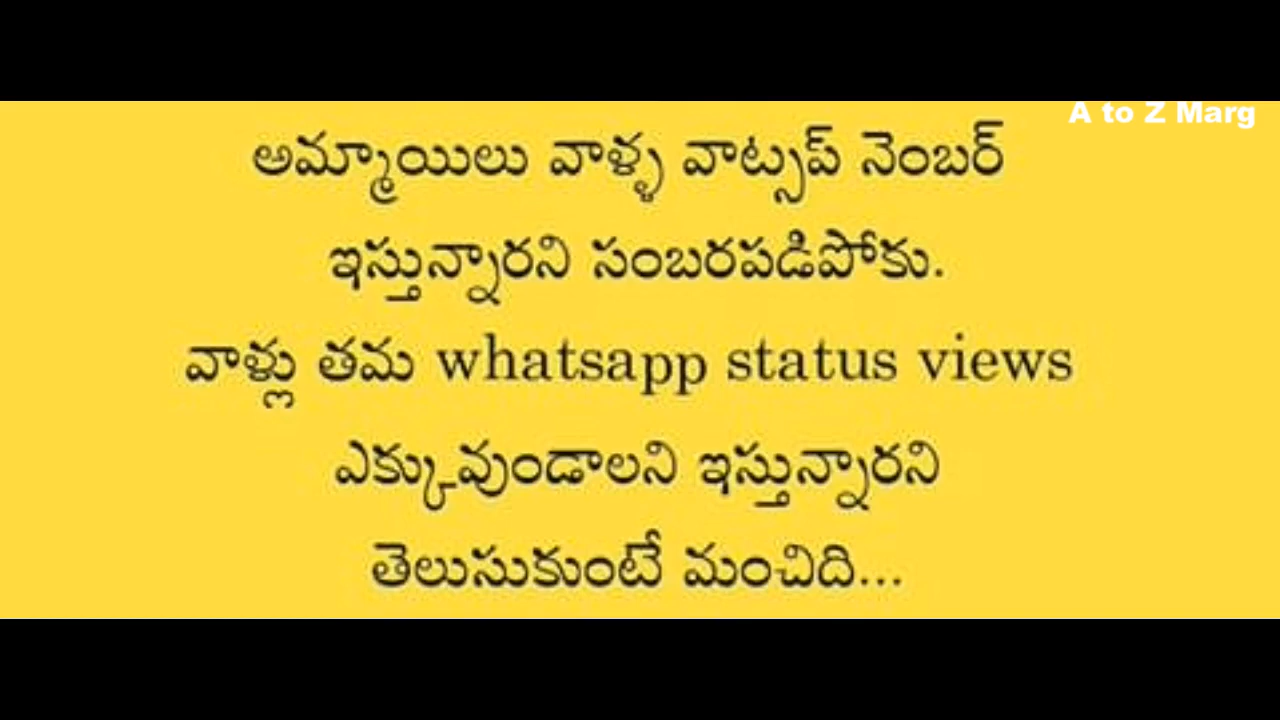 A to Z Marg
అమ్మాయిలు వాళ్ళ వాట్సప్ నెంబర్
ఇస్తున్నారని సంబరపడిపోకు.
వాళ్లు తమ whatsapp status views
ఎక్కువుండాలని ఇస్తున్నారని
తెలుసుకుంటే మంచిది...